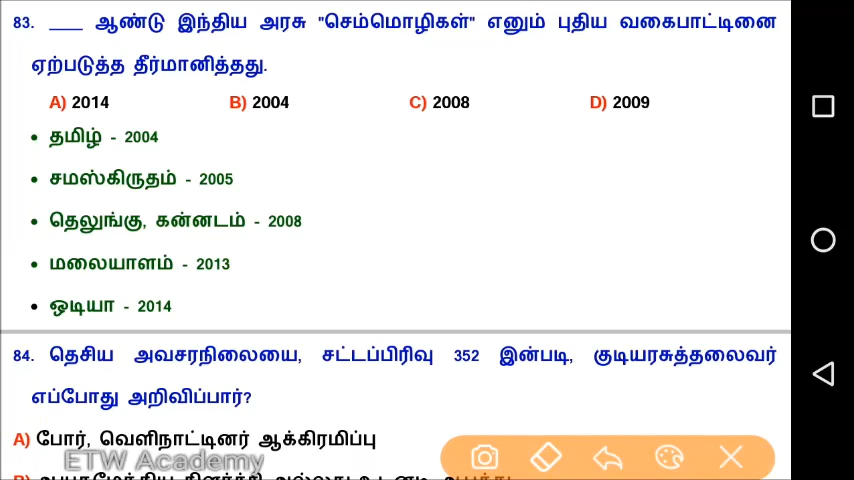 83. ____ ஆண்டு இந்திய அரசு "செம்மொழிகள்" எனும் புதிய வகைபாட்டினை
ஏற்படுத்த தீர்மானித்தது.
A) 2014 B) 2004 C) 2008 D) 2009
• தமிழ் - 2004
• சமஸ்கிருதம் - 2005
• தெலுங்கு, கன்னடம் - 2008
• மலையாளம் - 2013
• ஒடியா - 2014
84. தெசிய அவசரநிலையை, சட்டப்பிரிவு 352 இன்படி, குடியரசுத்தலைவர்
எப்போது அறிவிப்பார்?
A) போர், வெளிநாட்டினர் ஆக்கிரமிப்பு
ETW Academy
B)